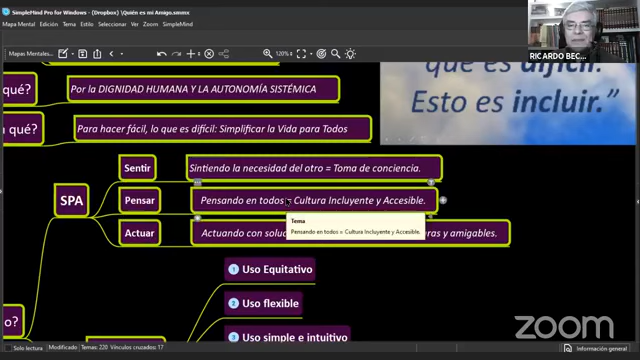 SimpleMind Pro for Windows - (Dropbox) \Quién es mi Amigo.smmx
Mapa Mental Editar Tema Estilo Seleccionar Ver Zoom SimpleMind
Mapas Mentales... 120%
RICARDO BEC...
qué? Por la DIGNIDAD HUMANA Y LA AUTONOMÍA SISTÉMICA
que es difícil.
Esto es incluir.”
qué? Para hacer fácil, lo que es difícil: Simplificar la Vida para Todos
SPA
Sentir Sintiendo la necesidad del otro = Toma de conciencia.
Pensar Pensando en todos = Cultura Incluyente y Accesible.
Tema
Pensando en todos = Cultura Incluyente y Accesible.
Actuar Actuando con soluc y amigables.
1 Uso Equitativo
2 Uso flexible
3 Uso simple e intuitivo
o?
zoom
Solo lectura Modificado Temas: 220 Vínculos cruzados: 17 Información general